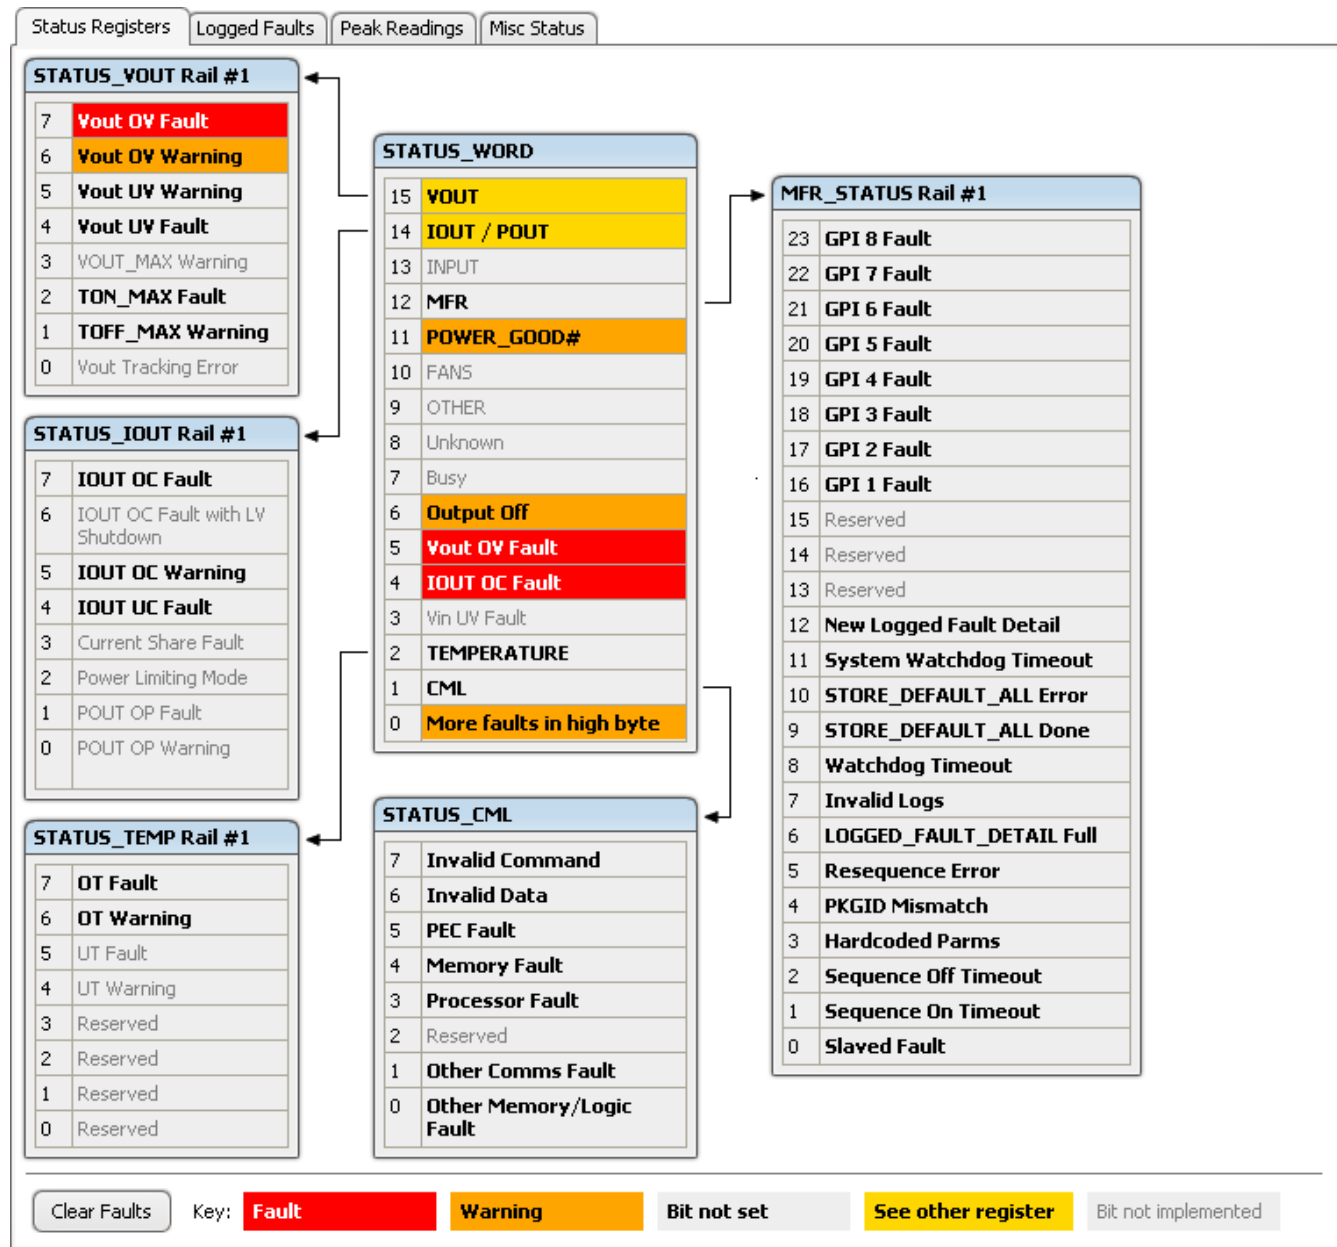 Status Registers Logged Faults Peak Readings Misc Status
STATUS_VOUT Rail #1
7 Vout OV Fault
6 Vout OV Warning
5 Vout UV Warning
4 Vout UV Fault
3 VOUT_MAX Warning
2 TON_MAX Fault
1 TOFF_MAX Warning
0 Vout Tracking Error
STATUS_IOUT Rail #1
7 IOUT OC Fault
6 IOUT OC Fault with LV
Shutdown
5 IOUT OC Warning
4 IOUT UC Fault
3 Current Share Fault
2 Power Limiting Mode
1 POUT OP Fault
0 POUT OP Warning
STATUS_TEMP Rail #1
7 OT Fault
6 OT Warning
5 UT Fault
4 UT Warning
3 Reserved
2 Reserved
1 Reserved
0 Reserved
STATUS_WORD
15 VOUT
14 IOUT / POUT
13 INPUT
12 MFR
11 POWER_GOOD#
10 FANS
9 OTHER
8 Unknown
7 Busy
6 Output Off
5 Vout OV Fault
4 IOUT OC Fault
3 Vin UV Fault
2 TEMPERATURE
1 CML
0 More faults in high byte
STATUS_CML
7 Invalid Command
6 Invalid Data
5 PEC Fault
4 Memory Fault
3 Processor Fault
2 Reserved
1 Other Comms Fault
0 Other Memory/Logic
Fault
MFR_STATUS Rail #1
23 GPI 8 Fault
22 GPI 7 Fault
21 GPI 6 Fault
20 GPI 5 Fault
19 GPI 4 Fault
18 GPI 3 Fault
17 GPI 2 Fault
16 GPI 1 Fault
15 Reserved
14 Reserved
13 Reserved
12 New Logged Fault Detail
11 System Watchdog Timeout
10 STORE_DEFAULT_ALL Error
9 STORE_DEFAULT_ALL Done
8 Watchdog Timeout
7 Invalid Logs
6 LOGGED_FAULT_DETAIL Full
5 Resequence Error
4 PKGID Mismatch
3 Hardcoded Parms
2 Sequence Off Timeout
1 Sequence On Timeout
0 Slaved Fault
Clear Faults Key: Fault Warning Bit not set See other register Bit not implemented